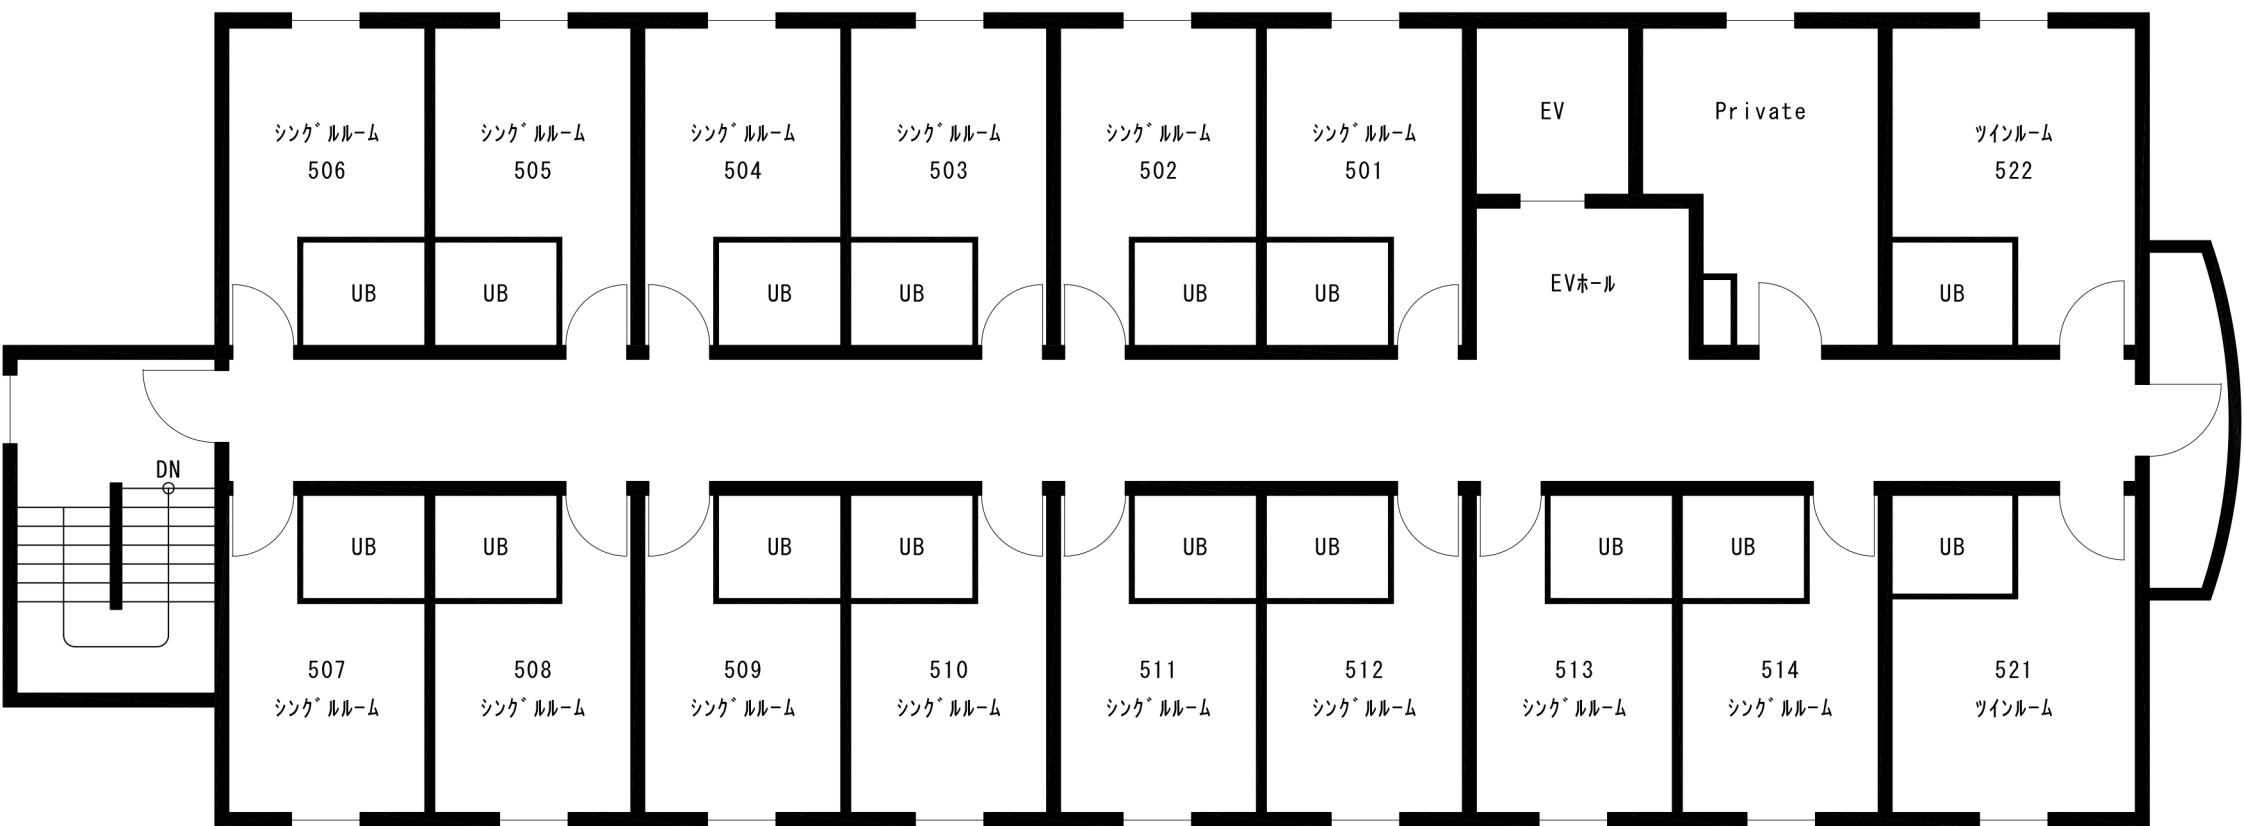 シングルルーム
506
シングルルーム
505
シングルルーム
504
シングルルーム
503
シングルルーム
502
シングルルーム
501
EV
Private
ツインルーム
522
UB
UB
UB
UB
UB
UB
EVホール
UB
DN
UB
UB
UB
UB
UB
UB
UB
UB
UB
507
シングルルーム
508
シングルルーム
509
シングルルーム
510
シングルルーム
511
シングルルーム
512
シングルルーム
513
シングルルーム
514
シングルルーム
521
ツインルーム